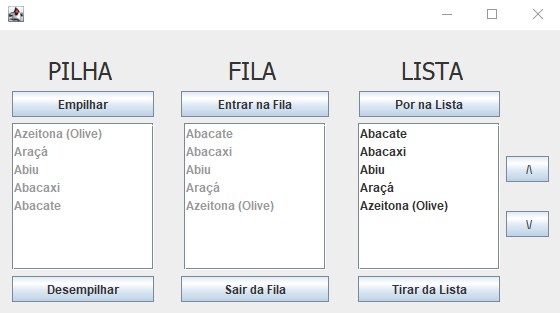 PILHA
Empilhar
Azeitona (Olive)
Araçá
Abiu
Abacaxi
Abacate
Desempilhar
FILA
Entrar na Fila
Abacate
Abacaxi
Abiu
Araçá
Azeitona (Olive)
Sair da Fila
LISTA
Por na Lista
Abacate
Abacaxi
Abiu
Araçá
Azeitona (Olive)
Tirar da Lista
/\
\/